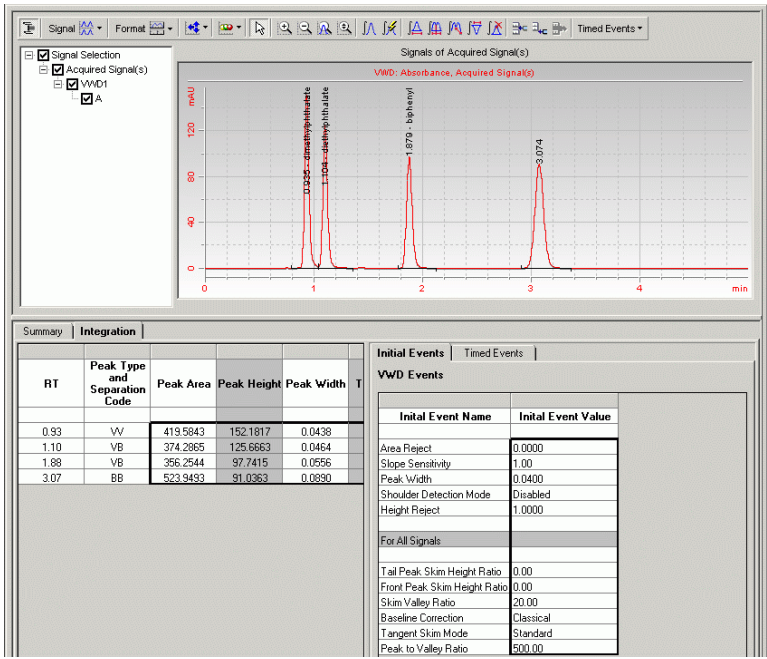 Signal Format Timed Events
Signal Selection
Acquired Signal(s)
VWD1
A
Signals of Acquired Signal(s)
VWD: Absorbance, Acquired Signal(s)
mAU
120
80
40
0
0.935 - dimethylphthalate
1.104 - diethylphthalate
1.879 - biphenyl
3.074
0 1 2 3 4 min
Summary Integration
RT Peak Type and Separation Code Peak Area Peak Height Peak Width T
0.93 VV 419.5843 152.1817 0.0438
1.10 VB 374.2865 125.6663 0.0464
1.88 VB 356.2544 97.7415 0.0556
3.07 BB 523.9493 91.0363 0.0890
Initial Events Timed Events
VWD Events
Inital Event Name Inital Event Value
Area Reject 0.0000
Slope Sensitivity 1.00
Peak Width 0.0400
Shoulder Detection Mode Disabled
Height Reject 1.0000
For All Signals
Tail Peak Skim Height Ratio 0.00
Front Peak Skim Height Ratio 0.00
Skim Valley Ratio 20.00
Baseline Correction Classical
Tangent Skim Mode Standard
Peak to Valley Ratio 500.00